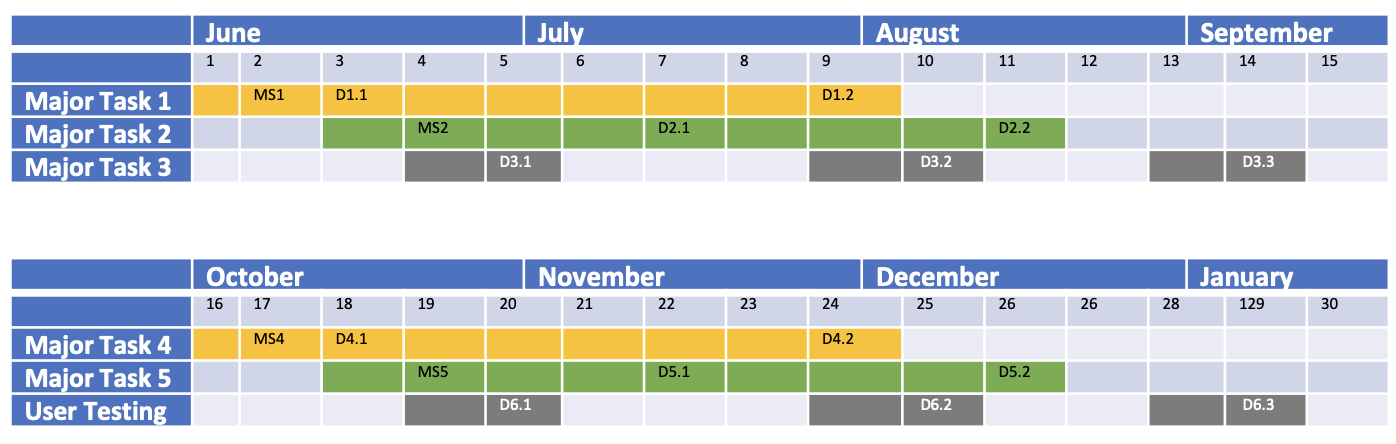 June July August September
1 2 3 4 5 6 7 8 9 10 11 12 13 14 15
Major Task 1 MS1 D1.1 D1.2
Major Task 2 MS2 D2.1 D2.2
Major Task 3 D3.1 D3.2 D3.3
October November December January
16 17 18 19 20 21 22 23 24 25 26 26 28 129 30
Major Task 4 MS4 D4.1 D4.2
Major Task 5 MS5 D5.1 D5.2
User Testing D6.1 D6.2 D6.3